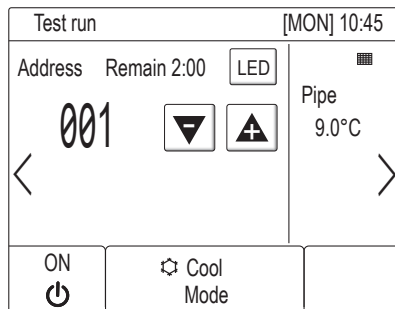 Test run [MON] 10:45
Address Remain 2:00 LED
Pipe
001 9.0°C
ON Cool
Mode